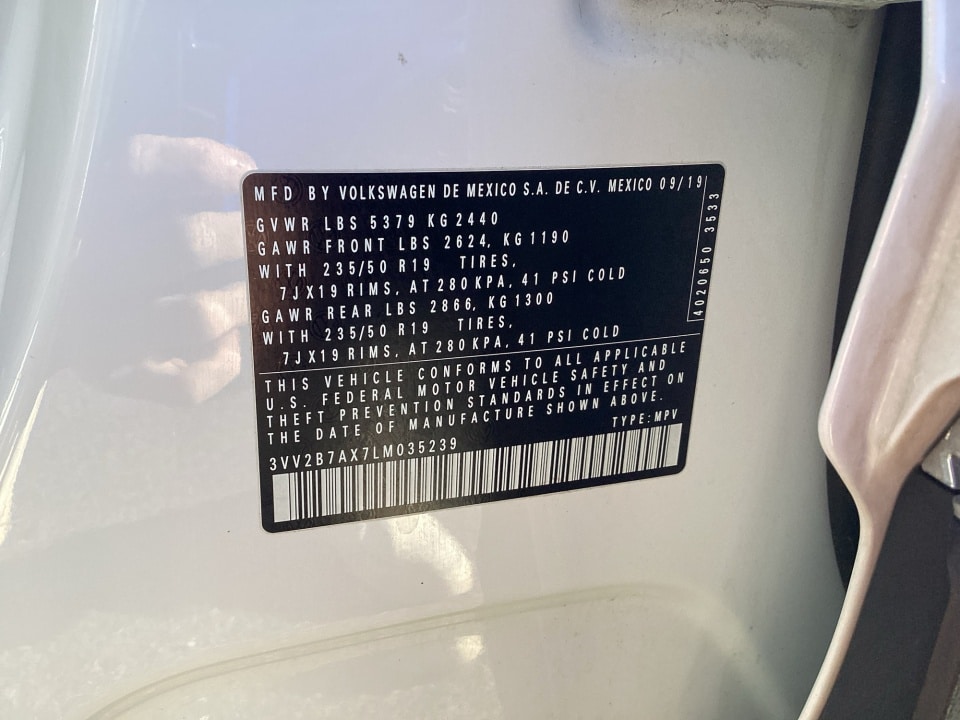 MFD BY VOLKSWAGEN DE MEXICO S.A. DE C.V. MEXICO 09/19
GVWR LBS 5379 KG 2440
GAWR FRONT LBS 2624, KG 1190
WITH 235/50 R19 TIRES,
7JX19 RIMS, AT 280 KPA, 41 PSI COLD
GAWR REAR LBS 2866, KG 1300
WITH 235/50 R19 TIRES,
7JX19 RIMS, AT 280 KPA, 41 PSI COLD
4020650 3533
THIS VEHICLE CONFORMS TO ALL APPLICABLE
U.S. FEDERAL MOTOR VEHICLE SAFETY AND
THEFT PREVENTION STANDARDS IN EFFECT ON
THE DATE OF MANUFACTURE SHOWN ABOVE.
TYPE: MPV
3VV2B7AX7LM035239